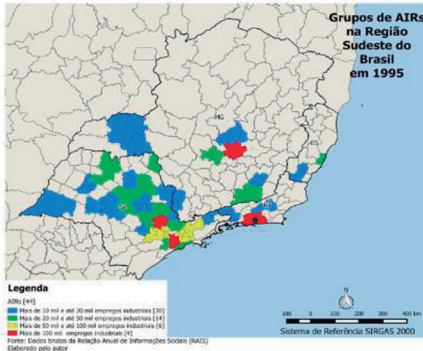 Grupos de AIRs
na Região
Sudeste do
Brasil
em 1995
MG
ES
SP
RJ
N
100 0 100 200 300 400 km
Sistema de Referência SIRGAS 2000
Legenda
AIRs [44]
Mais de 10 mil e até 20 mil empregos industriais [20]
Mais de 20 mil e até 50 mil empregos industriais [14]
Mais de 50 mil e até 100 mil empregos industriais [6]
Mais de 100 mil empregos industriais [4]
Fonte: Dados brutos da Relação Anual de Informações Sociais (RAIS)
Elaborado pelo autor